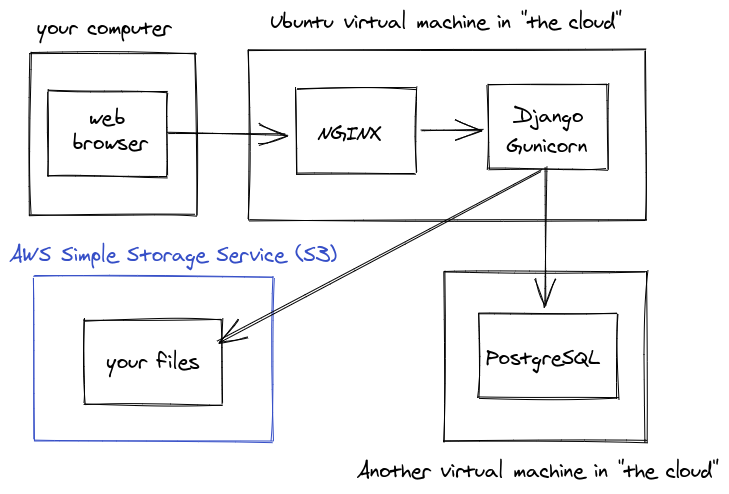 your computer
Ubuntu virtual machine in "the cloud"
web
browser
NGINX
Django
Gunicorn
AWS Simple Storage Service (S3)
your files
PostgreSQL
Another virtual machine in "the cloud"